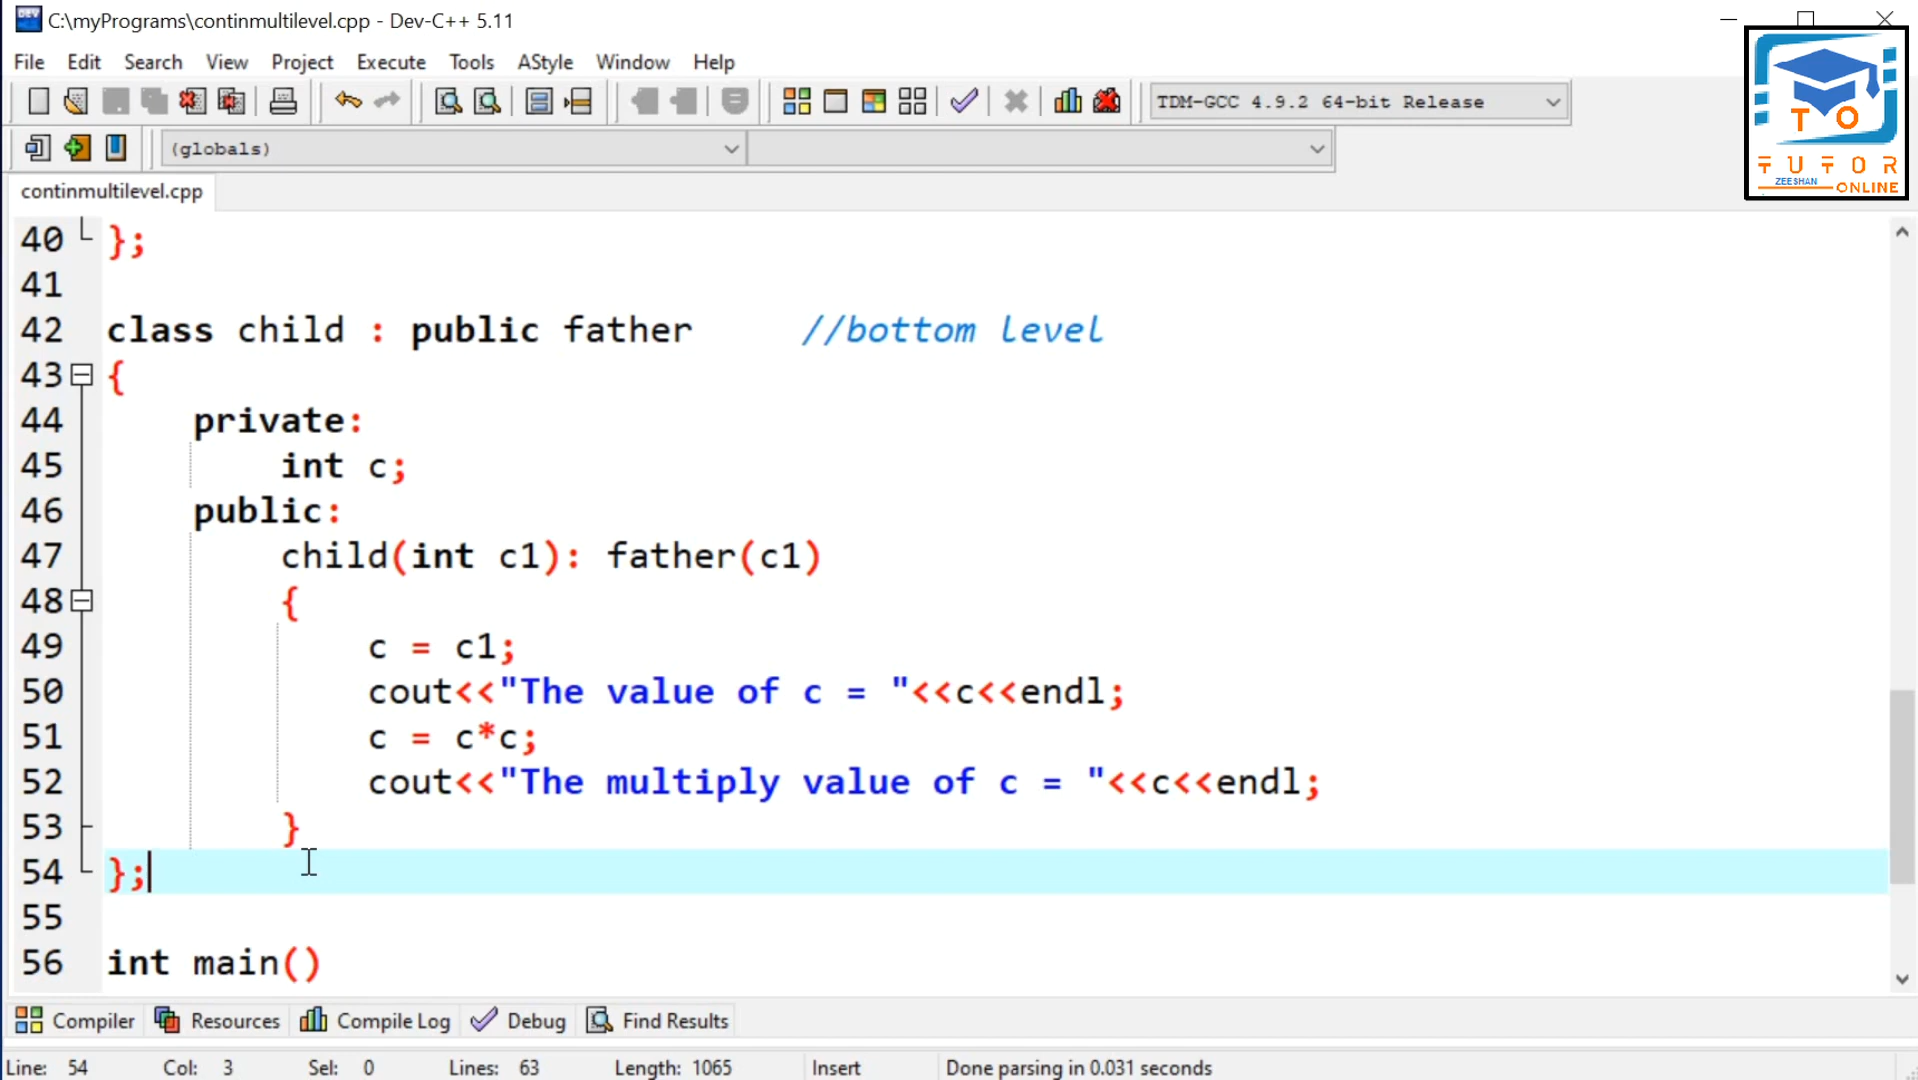 C:\myPrograms\continmultilevel.cpp - Dev-C++ 5.11
File Edit Search View Project Execute Tools AStyle Window Help
TDM-GCC 4.9.2 64-bit Release
(globals)
continmultilevel.cpp
T O
TUTOR
ZEESHAN
ONLINE
40 };
41
42 class child : public father //bottom level
43 {
44 private:
45 int c;
46 public:
47 child(int c1): father(c1)
48 {
49 c = c1;
50 cout<<"The value of c = "<<c<<endl;
51 c = c*c;
52 cout<<"The multiply value of c = "<<c<<endl;
53 }
54 };
55
56 int main()
Compiler Resources Compile Log Debug Find Results
Line: 54 Col: 3 Sel: 0 Lines: 63 Length: 1065 Insert Done parsing in 0.031 seconds